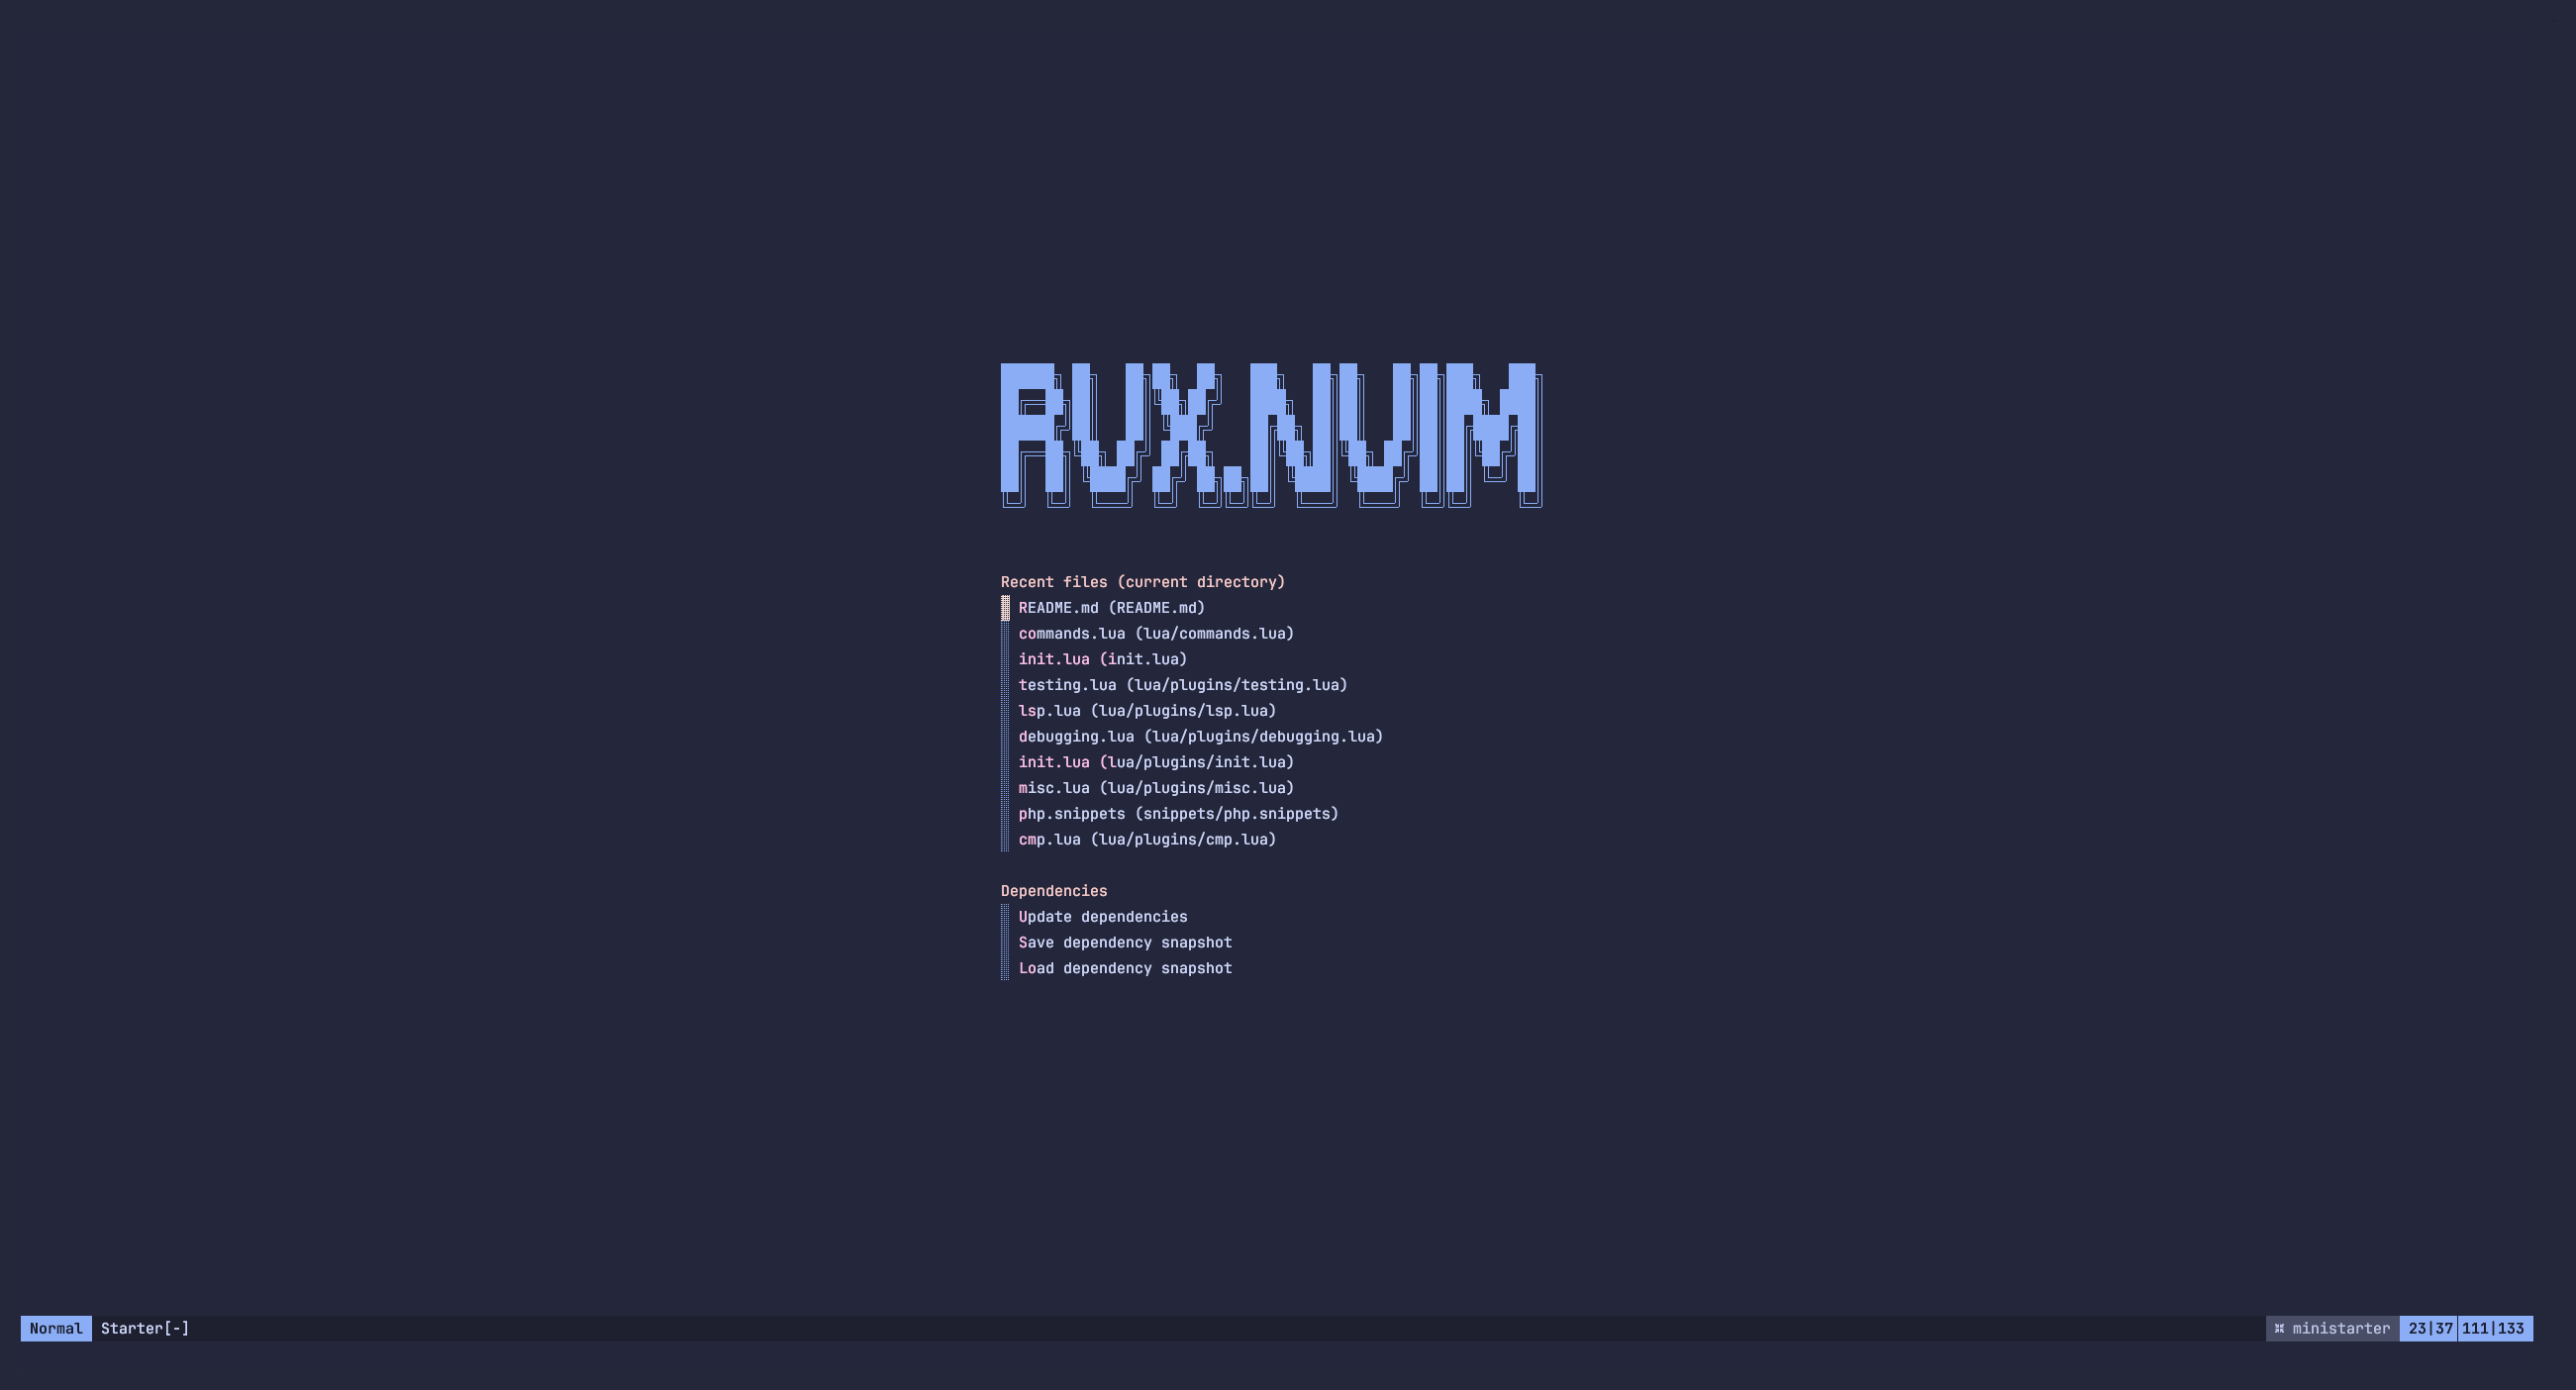 RVX.NVIM
Recent files (current directory)
README.md (README.md)
commands.lua (lua/commands.lua)
init.lua (init.lua)
testing.lua (lua/plugins/testing.lua)
lsp.lua (lua/plugins/lsp.lua)
debugging.lua (lua/plugins/debugging.lua)
init.lua (lua/plugins/init.lua)
misc.lua (lua/plugins/misc.lua)
php.snippets (snippets/php.snippets)
cmp.lua (lua/plugins/cmp.lua)
Dependencies
Update dependencies
Save dependency snapshot
Load dependency snapshot
Normal Starter[-] ministarter 23|37 111|133